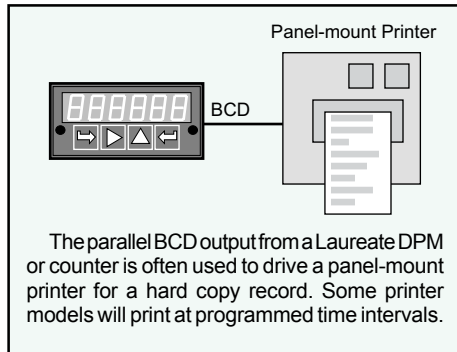 Panel-mount Printer
888888
BCD
The parallel BCD output from a Laureate DPM
or counter is often used to drive a panel-mount
printer for a hard copy record. Some printer
models will print at programmed time intervals.